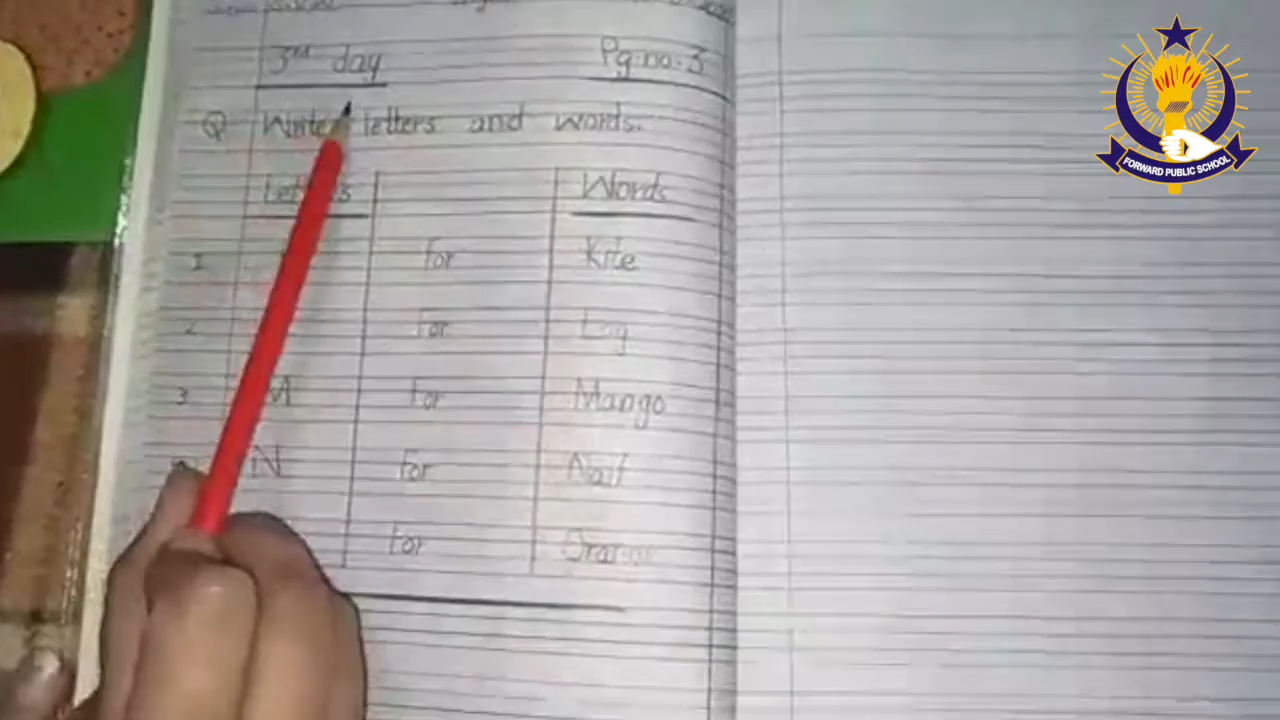 3rd day Pg.no.3
Q Write letters and words.
Words
1 For Kite
2 For Log
3 M For Mango
N For Nail
For
FORWARD PUBLIC SCHOOL